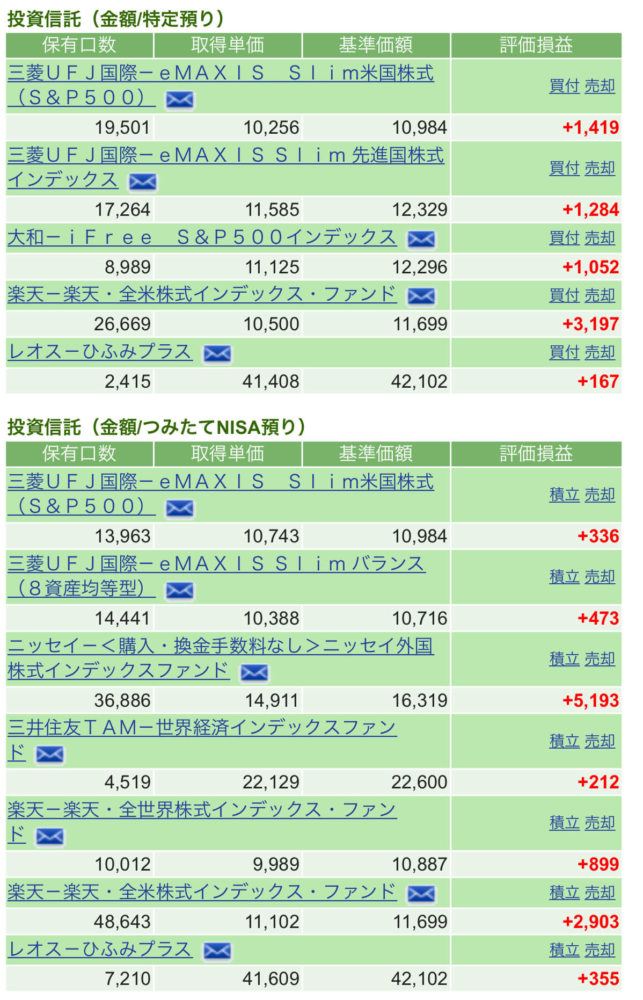 投資信託（金額/特定預り）
保有口数 取得単価 基準価額 評価損益
三菱ＵＦＪ国際－ｅＭＡＸＩＳ　Ｓｌｉｍ米国株式
（Ｓ＆Ｐ５００） 買付 売却
19,501 10,256 10,984 +1,419
三菱ＵＦＪ国際－ｅＭＡＸＩＳ Ｓｌｉｍ 先進国株式
インデックス 買付 売却
17,264 11,585 12,329 +1,284
大和－ｉＦｒｅｅ　Ｓ＆Ｐ５００インデックス 買付 売却
8,989 11,125 12,296 +1,052
楽天－楽天・全米株式インデックス・ファンド 買付 売却
26,669 10,500 11,699 +3,197
レオス－ひふみプラス 買付 売却
2,415 41,408 42,102 +167
投資信託（金額/つみたてNISA預り）
保有口数 取得単価 基準価額 評価損益
三菱ＵＦＪ国際－ｅＭＡＸＩＳ　Ｓｌｉｍ米国株式
（Ｓ＆Ｐ５００） 積立 売却
13,963 10,743 10,984 +336
三菱ＵＦＪ国際－ｅＭＡＸＩＳ Ｓｌｉｍ バランス
（８資産均等型） 積立 売却
14,441 10,388 10,716 +473
ニッセイ－＜購入・換金手数料なし＞ニッセイ外国
株式インデックスファンド 積立 売却
36,886 14,911 16,319 +5,193
三井住友ＴＡＭ－世界経済インデックスファン
ド 積立 売却
4,519 22,129 22,600 +212
楽天－楽天・全世界株式インデックス・ファン
ド 積立 売却
10,012 9,989 10,887 +899
楽天－楽天・全米株式インデックス・ファンド 積立 売却
48,643 11,102 11,699 +2,903
レオス－ひふみプラス 積立 売却
7,210 41,609 42,102 +355